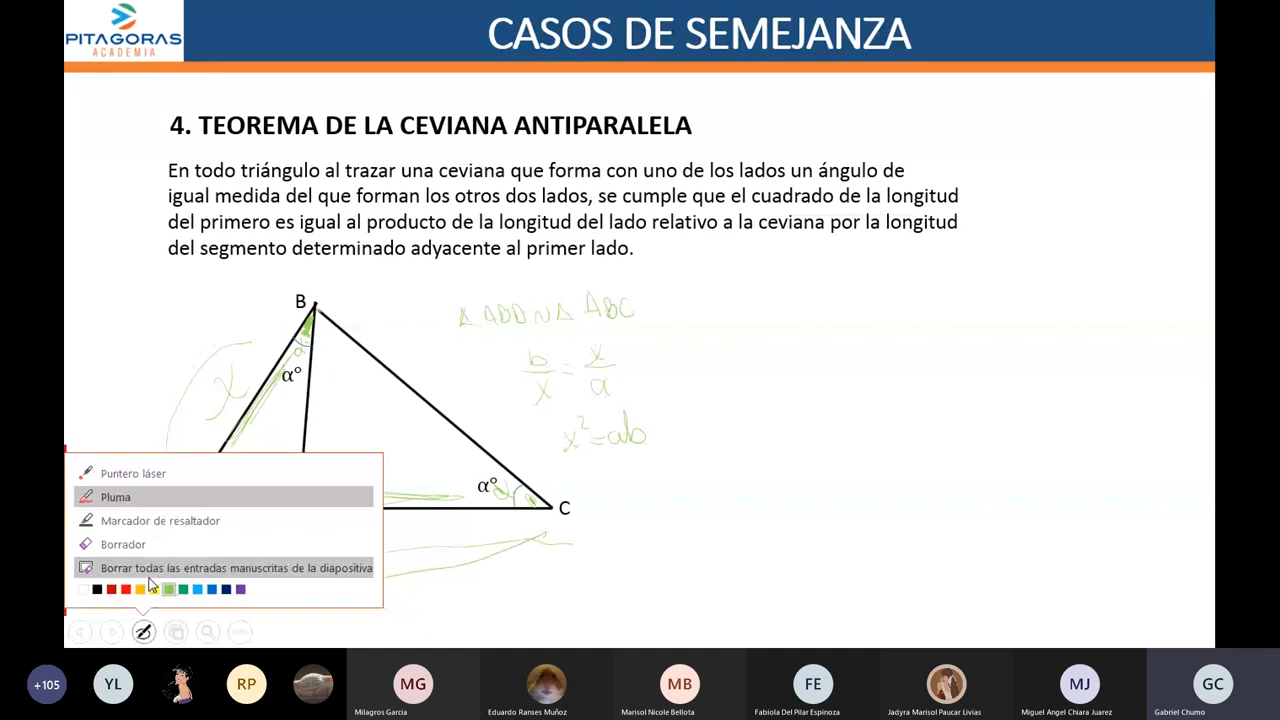 PITAGORAS
ACADEMIA
CASOS DE SEMEJANZA
4. TEOREMA DE LA CEVIANA ANTIPARALELA
En todo triángulo al trazar una ceviana que forma con uno de los lados un ángulo de
igual medida del que forman los otros dos lados, se cumple que el cuadrado de la longitud
del primero es igual al producto de la longitud del lado relativo a la ceviana por la longitud
del segmento determinado adyacente al primer lado.
B
ABC
b/x = x/a
x² = ab
α
α°
x
α°
C
Puntero láser
Pluma
Marcador de resaltador
Borrador
Borrar todas las entradas manuscritas de la diapositiva
+105
YL
RP
MG
MB
FE
MJ
GC
Milagros Garcia
Eduardo Ranses Muñoz
Marisol Nicole Bellota
Fabiola Del Pilar Espinoza
Jadyra Marisol Paucar Livias
Miguel Angel Chiara Juarez
Gabriel Chumo